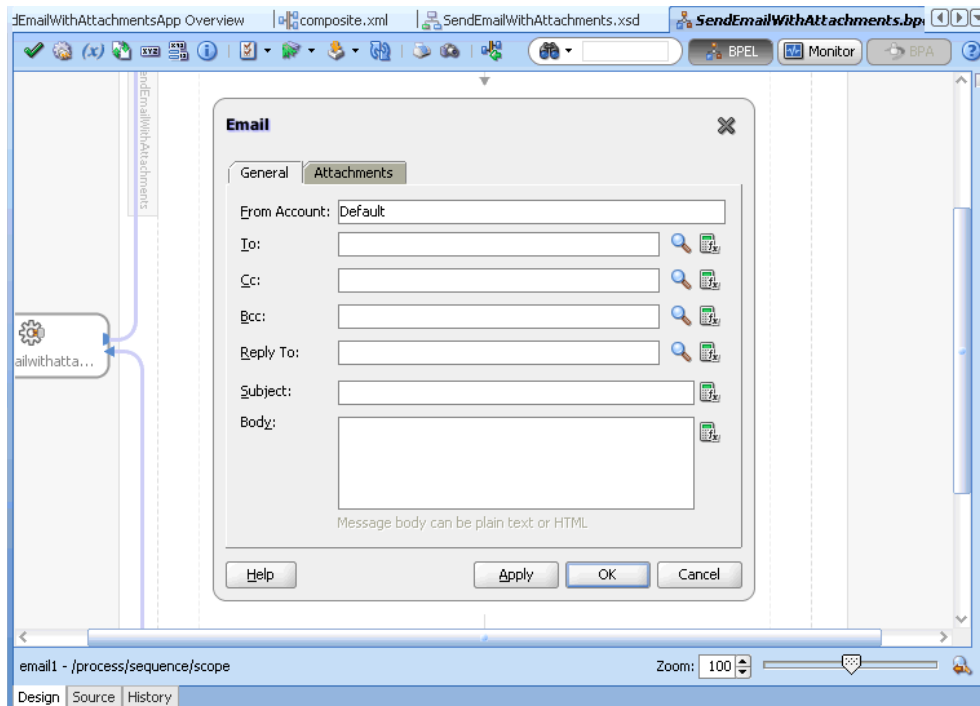 dEmailWithAttachmentsApp Overview composite.xml SendEmailWithAttachments.xsd SendEmailWithAttachments.bpe
(x) XYZ BPEL Monitor BPA
endEmailWithAttachments
Email
General Attachments
From Account: Default
To:
Cc:
Bcc:
Reply To:
ailwithatta...
Subject:
Body:
Message body can be plain text or HTML
Help Apply OK Cancel
email1 - /process/sequence/scope Zoom: 100
Design Source History